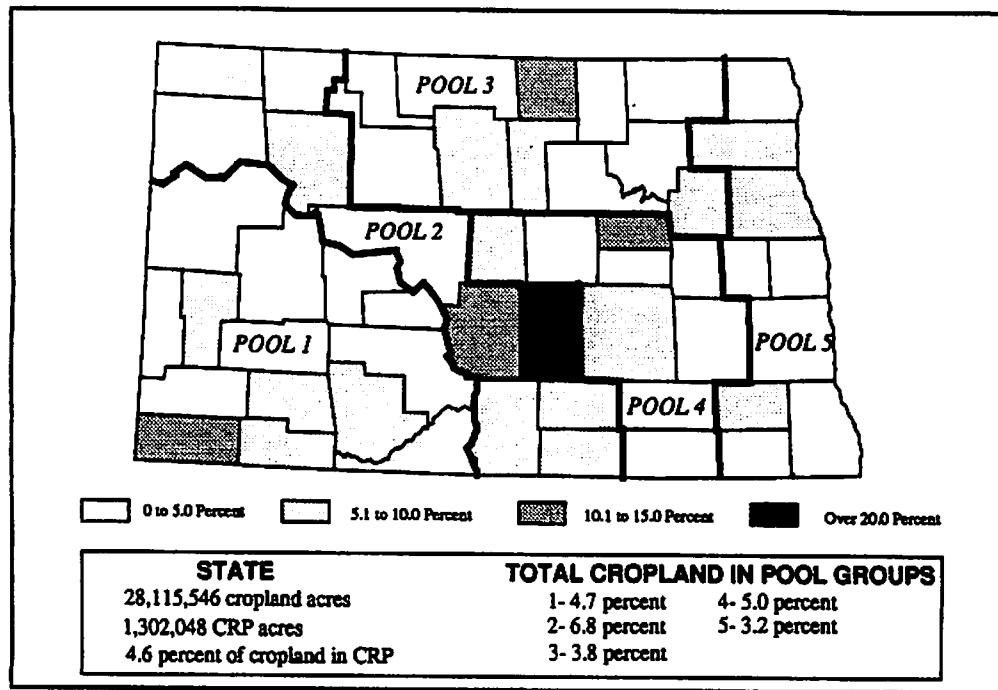 POOL 3
POOL 2
POOL 1
POOL 5
POOL 4
0 to 5.0 Percent
5.1 to 10.0 Percent
10.1 to 15.0 Percent
Over 20.0 Percent
STATE
28,115,546 cropland acres
1,302,048 CRP acres
4.6 percent of cropland in CRP
TOTAL CROPLAND IN POOL GROUPS
1- 4.7 percent
4- 5.0 percent
2- 6.8 percent
5- 3.2 percent
3- 3.8 percent